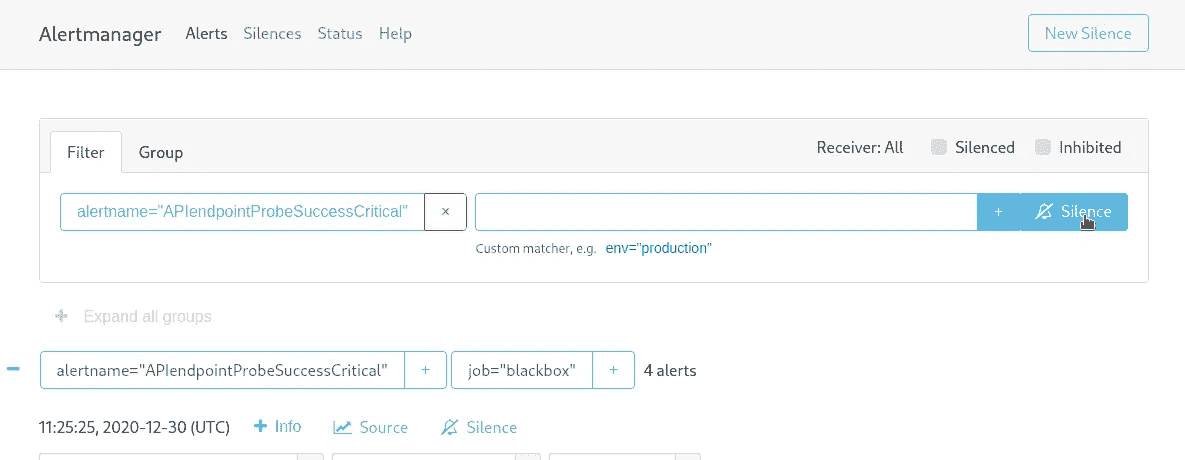 Alertmanager Alerts Silences Status Help New Silence
Filter Group Receiver: All Silenced Inhibited
alertname="APIendpointProbeSuccessCritical" × + Silence
Custom matcher, e.g. env="production"
+ Expand all groups
− alertname="APIendpointProbeSuccessCritical" + job="blackbox" + 4 alerts
11:25:25, 2020-12-30 (UTC) + Info Source Silence